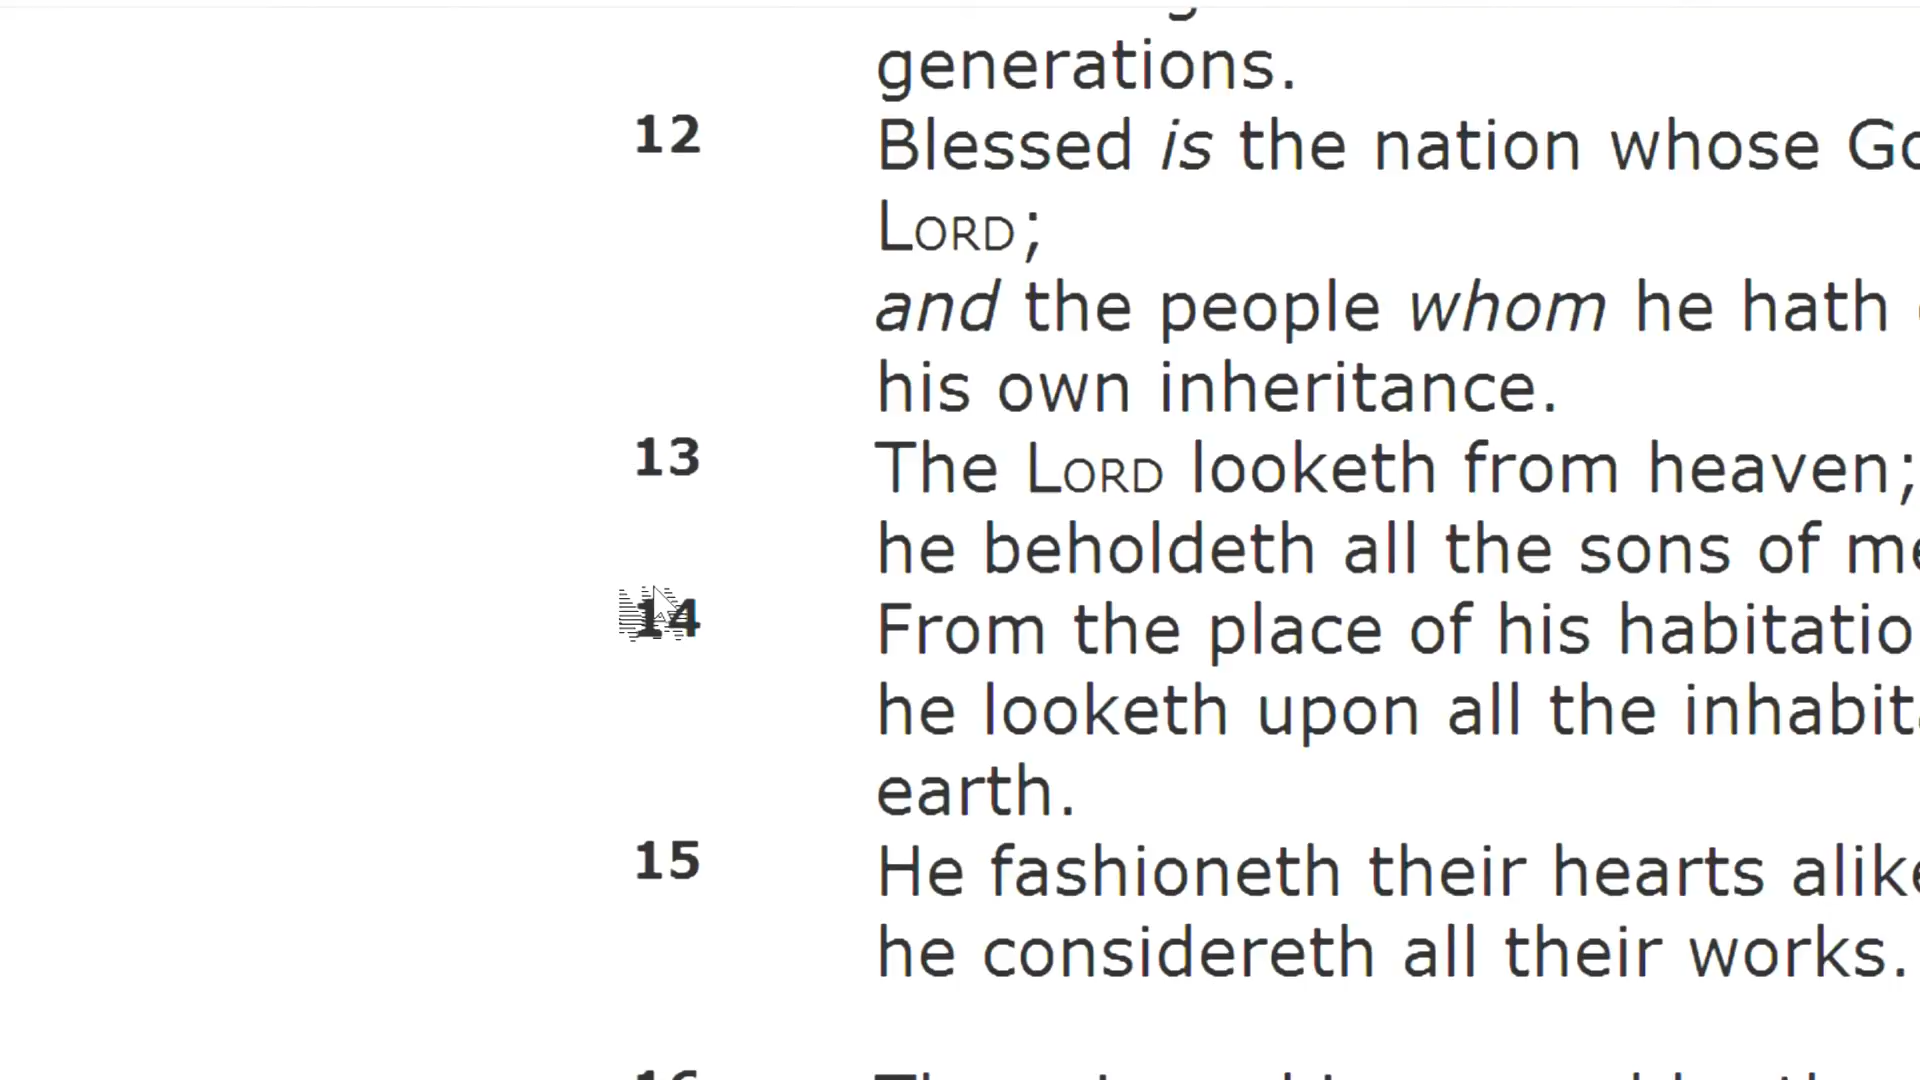 generations.
12 Blessed is the nation whose
LORD;
and the people whom he hath
his own inheritance.
13 The LORD looketh from heaven;
he beholdeth all the sons of
14 From the place of his
he looketh upon all the
earth.
15 He fashioneth their hearts
he considereth all their works.